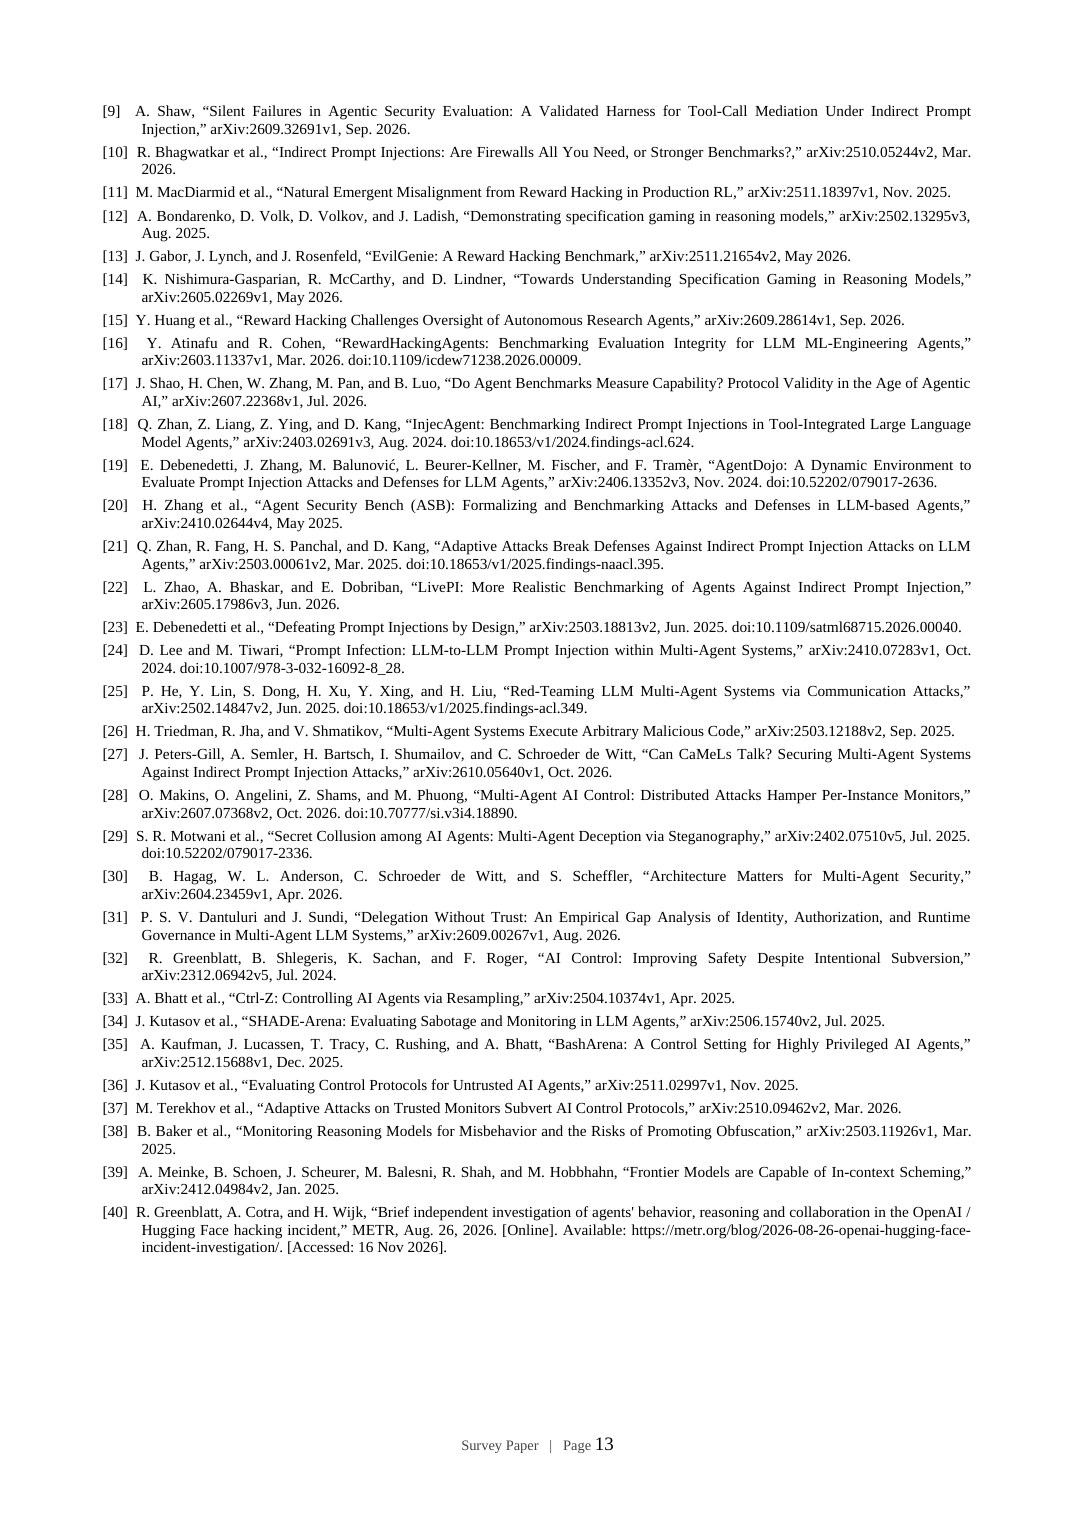 [9] A. Shaw, “Silent Failures in Agentic Security Evaluation: A Validated Harness for Tool-Call Mediation Under Indirect Prompt
Injection,” arXiv:2609.32691v1, Sep. 2026.
[10] R. Bhagwatkar et al., “Indirect Prompt Injections: Are Firewalls All You Need, or Stronger Benchmarks?,” arXiv:2510.05244v2, Mar.
2026.
[11] M. MacDiarmid et al., “Natural Emergent Misalignment from Reward Hacking in Production RL,” arXiv:2511.18397v1, Nov. 2025.
[12] A. Bondarenko, D. Volk, D. Volkov, and J. Ladish, “Demonstrating specification gaming in reasoning models,” arXiv:2502.13295v3,
Aug. 2025.
[13] J. Gabor, J. Lynch, and J. Rosenfeld, “EvilGenie: A Reward Hacking Benchmark,” arXiv:2511.21654v2, May 2026.
[14] K. Nishimura-Gasparian, R. McCarthy, and D. Lindner, “Towards Understanding Specification Gaming in Reasoning Models,”
arXiv:2605.02269v1, May 2026.
[15] Y. Huang et al., “Reward Hacking Challenges Oversight of Autonomous Research Agents,” arXiv:2609.28614v1, Sep. 2026.
[16] Y. Atinafu and R. Cohen, “RewardHackingAgents: Benchmarking Evaluation Integrity for LLM ML-Engineering Agents,”
arXiv:2603.11337v1, Mar. 2026. doi:10.1109/icdew71238.2026.00009.
[17] J. Shao, H. Chen, W. Zhang, M. Pan, and B. Luo, “Do Agent Benchmarks Measure Capability? Protocol Validity in the Age of Agentic
AI,” arXiv:2607.22368v1, Jul. 2026.
[18] Q. Zhan, Z. Liang, Z. Ying, and D. Kang, “InjecAgent: Benchmarking Indirect Prompt Injections in Tool-Integrated Large Language
Model Agents,” arXiv:2403.02691v3, Aug. 2024. doi:10.18653/v1/2024.findings-acl.624.
[19] E. Debenedetti, J. Zhang, M. Balunović, L. Beurer-Kellner, M. Fischer, and F. Tramèr, “AgentDojo: A Dynamic Environment to
Evaluate Prompt Injection Attacks and Defenses for LLM Agents,” arXiv:2406.13352v3, Nov. 2024. doi:10.52202/079017-2636.
[20] H. Zhang et al., “Agent Security Bench (ASB): Formalizing and Benchmarking Attacks and Defenses in LLM-based Agents,”
arXiv:2410.02644v4, May 2025.
[21] Q. Zhan, R. Fang, H. S. Panchal, and D. Kang, “Adaptive Attacks Break Defenses Against Indirect Prompt Injection Attacks on LLM
Agents,” arXiv:2503.00061v2, Mar. 2025. doi:10.18653/v1/2025.findings-naacl.395.
[22] L. Zhao, A. Bhaskar, and E. Dobriban, “LivePI: More Realistic Benchmarking of Agents Against Indirect Prompt Injection,”
arXiv:2605.17986v3, Jun. 2026.
[23] E. Debenedetti et al., “Defeating Prompt Injections by Design,” arXiv:2503.18813v2, Jun. 2025. doi:10.1109/satml68715.2026.00040.
[24] D. Lee and M. Tiwari, “Prompt Infection: LLM-to-LLM Prompt Injection within Multi-Agent Systems,” arXiv:2410.07283v1, Oct.
2024. doi:10.1007/978-3-032-16092-8_28.
[25] P. He, Y. Lin, S. Dong, H. Xu, Y. Xing, and H. Liu, “Red-Teaming LLM Multi-Agent Systems via Communication Attacks,”
arXiv:2502.14847v2, Jun. 2025. doi:10.18653/v1/2025.findings-acl.349.
[26] H. Triedman, R. Jha, and V. Shmatikov, “Multi-Agent Systems Execute Arbitrary Malicious Code,” arXiv:2503.12188v2, Sep. 2025.
[27] J. Peters-Gill, A. Semler, H. Bartsch, I. Shumailov, and C. Schroeder de Witt, “Can CaMeLs Talk? Securing Multi-Agent Systems
Against Indirect Prompt Injection Attacks,” arXiv:2610.05640v1, Oct. 2026.
[28] O. Makins, O. Angelini, Z. Shams, and M. Phuong, “Multi-Agent AI Control: Distributed Attacks Hamper Per-Instance Monitors,”
arXiv:2607.07368v2, Oct. 2026. doi:10.70777/si.v3i4.18890.
[29] S. R. Motwani et al., “Secret Collusion among AI Agents: Multi-Agent Deception via Steganography,” arXiv:2402.07510v5, Jul. 2025.
doi:10.52202/079017-2336.
[30] B. Hagag, W. L. Anderson, C. Schroeder de Witt, and S. Scheffler, “Architecture Matters for Multi-Agent Security,”
arXiv:2604.23459v1, Apr. 2026.
[31] P. S. V. Dantuluri and J. Sundi, “Delegation Without Trust: An Empirical Gap Analysis of Identity, Authorization, and Runtime
Governance in Multi-Agent LLM Systems,” arXiv:2609.00267v1, Aug. 2026.
[32] R. Greenblatt, B. Shlegeris, K. Sachan, and F. Roger, “AI Control: Improving Safety Despite Intentional Subversion,”
arXiv:2312.06942v5, Jul. 2024.
[33] A. Bhatt et al., “Ctrl-Z: Controlling AI Agents via Resampling,” arXiv:2504.10374v1, Apr. 2025.
[34] J. Kutasov et al., “SHADE-Arena: Evaluating Sabotage and Monitoring in LLM Agents,” arXiv:2506.15740v2, Jul. 2025.
[35] A. Kaufman, J. Lucassen, T. Tracy, C. Rushing, and A. Bhatt, “BashArena: A Control Setting for Highly Privileged AI Agents,”
arXiv:2512.15688v1, Dec. 2025.
[36] J. Kutasov et al., “Evaluating Control Protocols for Untrusted AI Agents,” arXiv:2511.02997v1, Nov. 2025.
[37] M. Terekhov et al., “Adaptive Attacks on Trusted Monitors Subvert AI Control Protocols,” arXiv:2510.09462v2, Mar. 2026.
[38] B. Baker et al., “Monitoring Reasoning Models for Misbehavior and the Risks of Promoting Obfuscation,” arXiv:2503.11926v1, Mar.
2025.
[39] A. Meinke, B. Schoen, J. Scheurer, M. Balesni, R. Shah, and M. Hobbhahn, “Frontier Models are Capable of In-context Scheming,”
arXiv:2412.04984v2, Jan. 2025.
[40] R. Greenblatt, A. Cotra, and H. Wijk, “Brief independent investigation of agents' behavior, reasoning and collaboration in the OpenAI /
Hugging Face hacking incident,” METR, Aug. 26, 2026. [Online]. Available: https://metr.org/blog/2026-08-26-openai-hugging-face-
incident-investigation/. [Accessed: 16 Nov 2026].
Survey Paper | Page 13